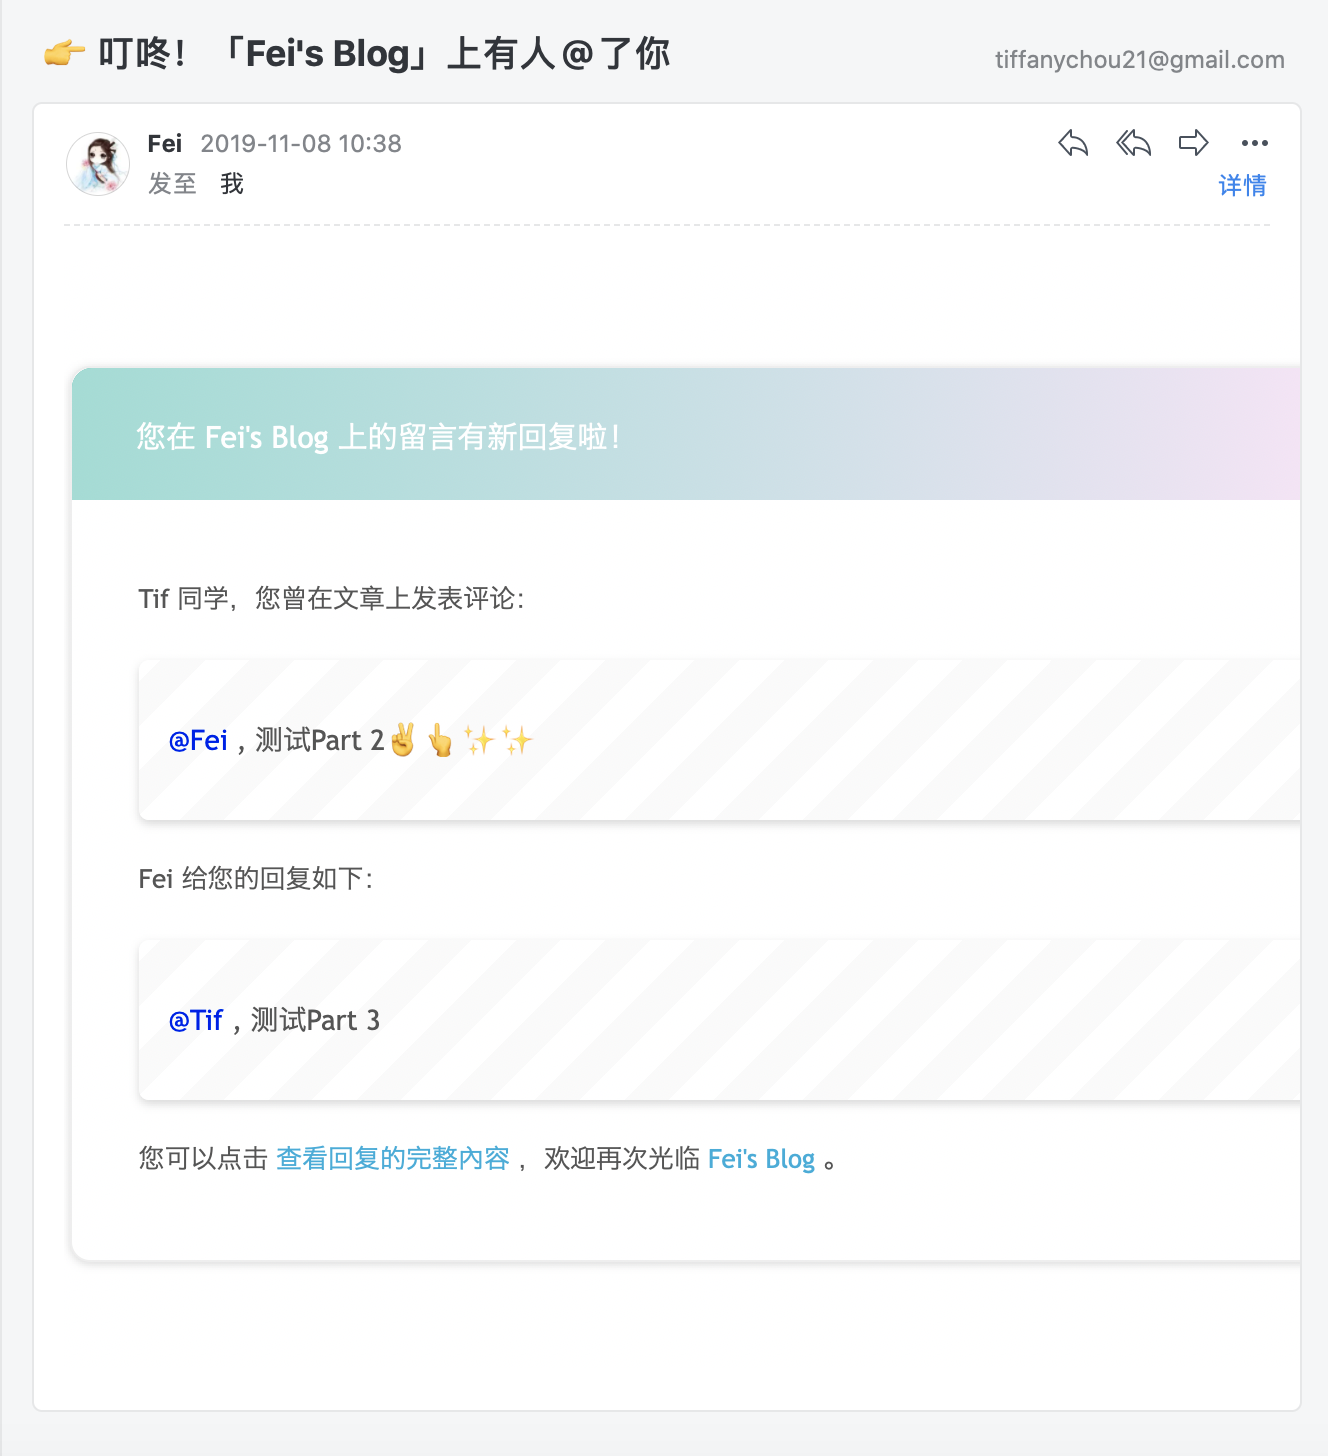 👉 叮咚！「Fei's Blog」上有人@了你
tiffanychou21@gmail.com
Fei 2019-11-08 10:38
发至 我
详情
您在 Fei's Blog 上的留言有新回复啦！
Tif 同学，您曾在文章上发表评论：
@Fei , 测试Part 2✌️👆✨✨
Fei 给您的回复如下：
@Tif , 测试Part 3
您可以点击 查看回复的完整內容 ，欢迎再次光临 Fei's Blog 。